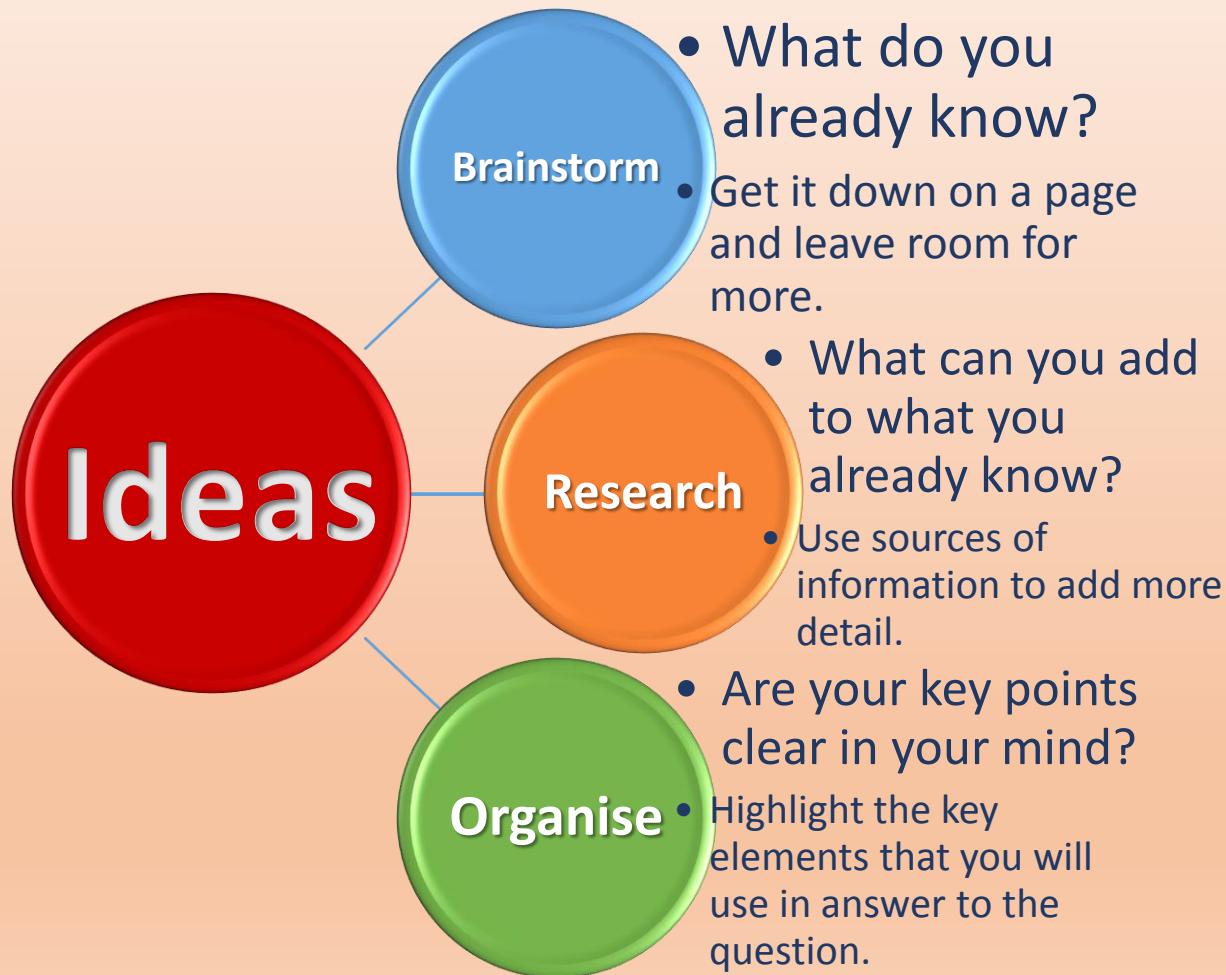 Ideas
Brainstorm
• What do you
already know?
• Get it down on a page
and leave room for
more.
Research
• What can you add
to what you
already know?
• Use sources of
information to add more
detail.
Organise
• Are your key points
clear in your mind?
• Highlight the key
elements that you will
use in answer to the
question.